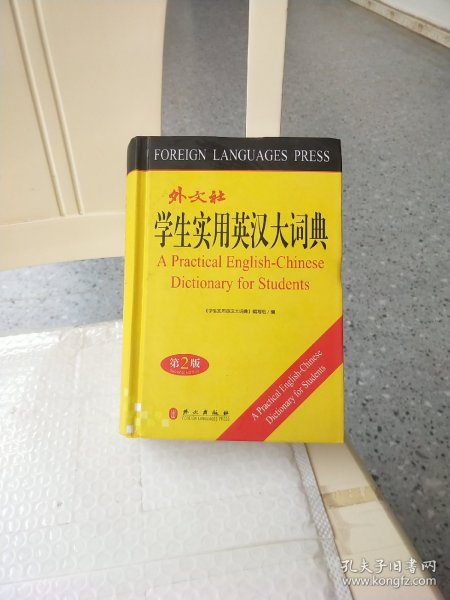 FOREIGN LANGUAGES PRESS
外文社
学生实用英汉大词典
A Practical English-Chinese
Dictionary for Students
《学生实用英汉大词典》编写组/编
第2版
A Practical English-Chinese
Dictionary for Students
外文出版社
FOREIGN LANGUAGES PRESS
孔夫子旧书网
www.kongfz.com